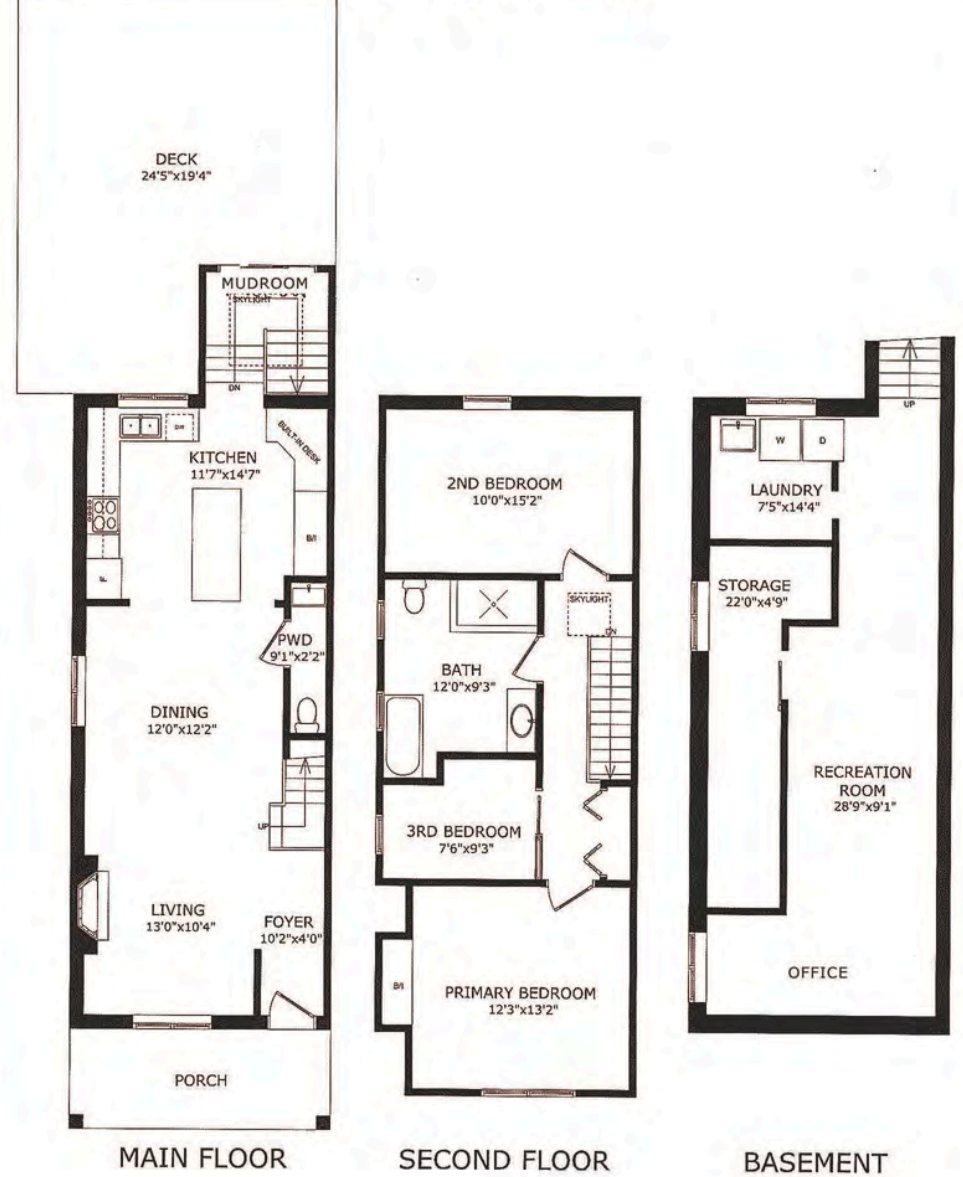 DECK
24'5"x19'4"
MUDROOM
SKYLIGHT
DN
D/W
KITCHEN
11'7"x14'7"
BUILT-IN DESK
B/I
F
PWD
9'1"x2'2"
DINING
12'0"x12'2"
UP
LIVING
13'0"x10'4"
FOYER
10'2"x4'0"
PORCH
MAIN FLOOR
2ND BEDROOM
10'0"x15'2"
SKYLIGHT
DN
BATH
12'0"x9'3"
3RD BEDROOM
7'6"x9'3"
B/I
PRIMARY BEDROOM
12'3"x13'2"
SECOND FLOOR
UP
W
D
LAUNDRY
7'5"x14'4"
STORAGE
22'0"x4'9"
RECREATION
ROOM
28'9"x9'1"
OFFICE
BASEMENT